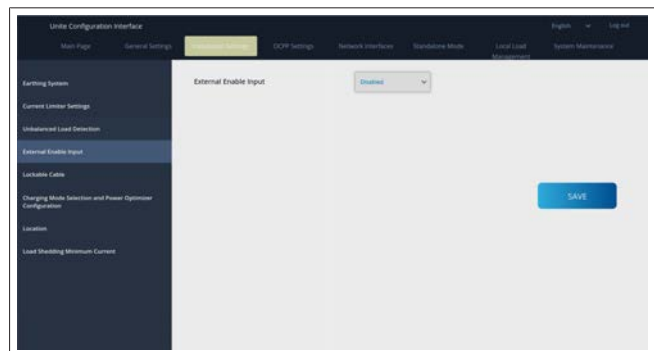 Unite Configuration Interface
English
Log out
Main Page
General Settings
Installation Settings
OCPP Settings
Network Interfaces
Standalone Mode
Local Load
Management
System Maintenance
Earthing System
External Enable Input
Disabled
Current Limiter Settings
Unbalanced Load Detection
External Enable Input
Lockable Cable
Charging Mode Selection and Power Optimizer
Configuration
SAVE
Location
Load Shedding Minimum Current